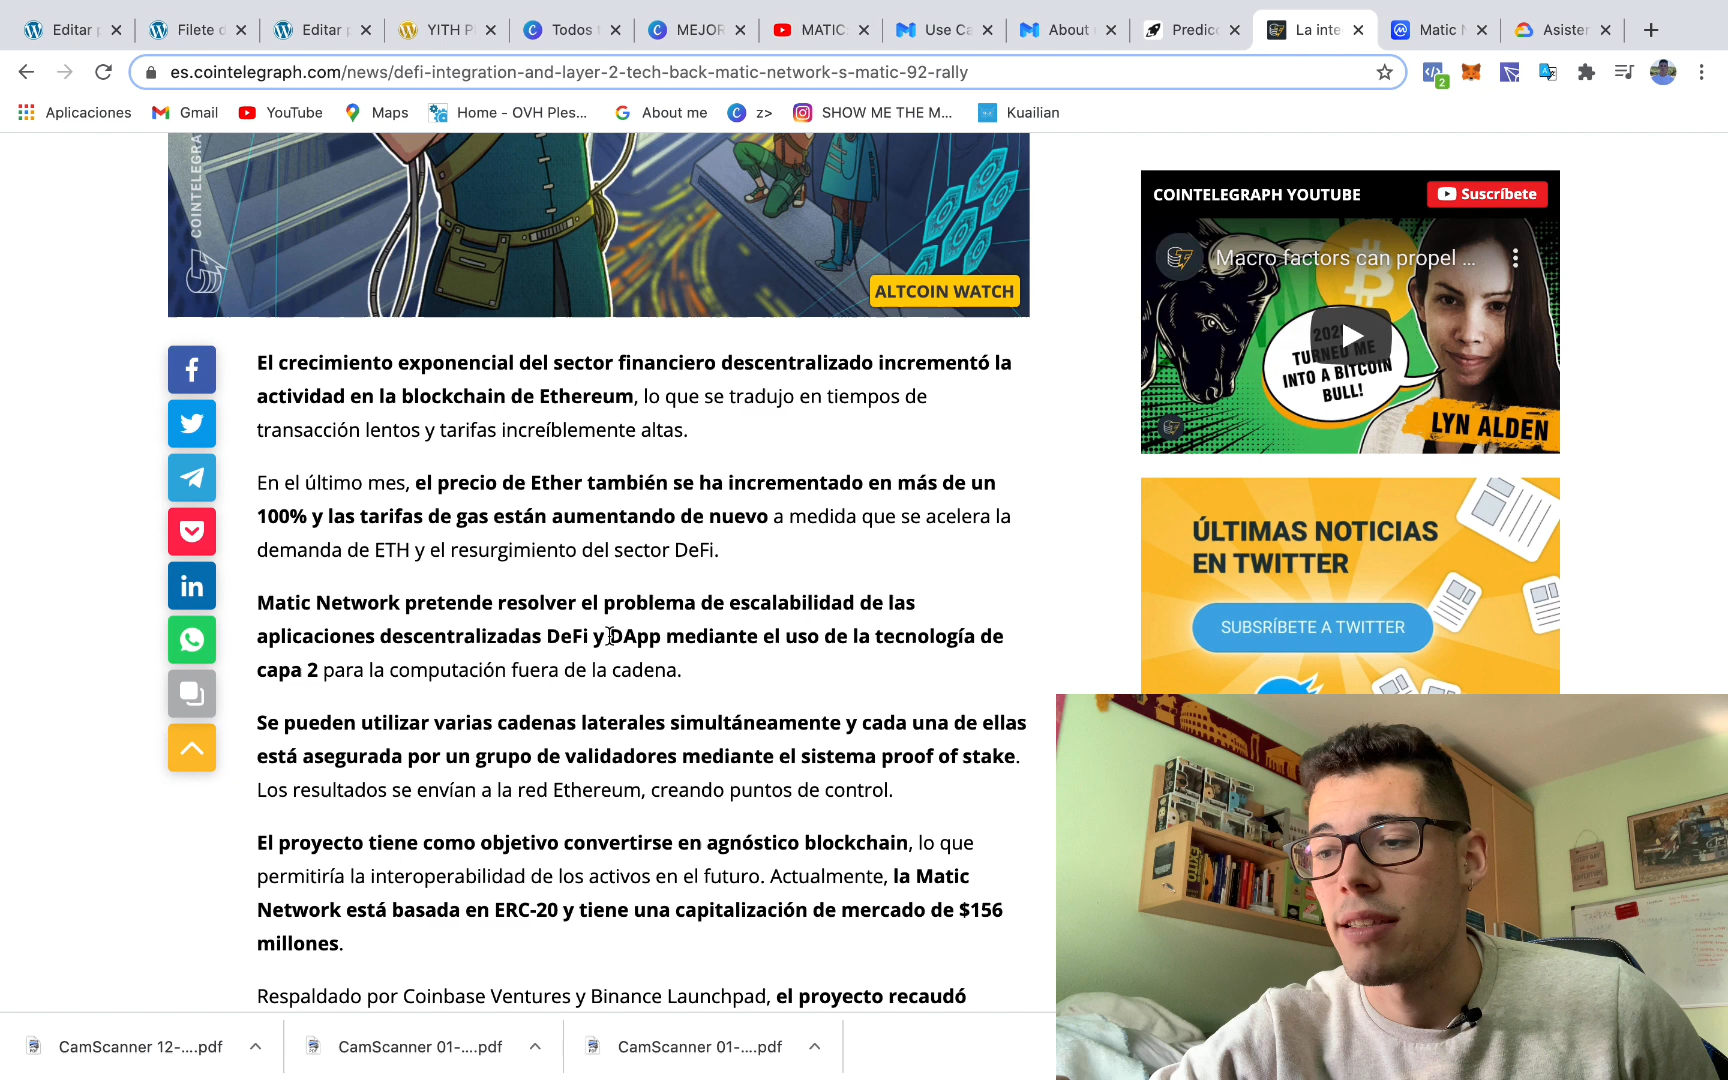 Editar p
Filete d
Editar p
YITH P
Todos t
MEJOR
MATIC
Use Ca
About
Predic
La inte
Matic N
Asister
es.cointelegraph.com/news/defi-integration-and-layer-2-tech-back-matic-network-s-matic-92-rally
2
Aplicaciones
Gmail
YouTube
Maps
Home - OVH Ples...
About me
z>
SHOW ME THE M...
Kuailian
COINTELEGRA
ALTCOIN WATCH
El crecimiento exponencial del sector financiero descentralizado incrementó la
actividad en la blockchain de Ethereum, lo que se tradujo en tiempos de
transacción lentos y tarifas increíblemente altas.
En el último mes, el precio de Ether también se ha incrementado en más de un
100% y las tarifas de gas están aumentando de nuevo a medida que se acelera la
demanda de ETH y el resurgimiento del sector DeFi.
Matic Network pretende resolver el problema de escalabilidad de las
aplicaciones descentralizadas DeFi y DApp mediante el uso de la tecnología de
capa 2 para la computación fuera de la cadena.
Se pueden utilizar varias cadenas laterales simultáneamente y cada una de ellas
está asegurada por un grupo de validadores mediante el sistema proof of stake.
Los resultados se envían a la red Ethereum, creando puntos de control.
El proyecto tiene como objetivo convertirse en agnóstico blockchain, lo que
permitiría la interoperabilidad de los activos en el futuro. Actualmente, la Matic
Network está basada en ERC-20 y tiene una capitalización de mercado de $156
millones.
Respaldado por Coinbase Ventures y Binance Launchpad, el proyecto recaudó
COINTELEGRAPH YOUTUBE
Suscríbete
Macro factors can propel ...
TURNED ME
INTO A BITCOIN
BULL!
LYN ALDEN
ÚLTIMAS NOTICIAS
EN TWITTER
SUBSRÍBETE A TWITTER
CamScanner 12-....pdf
CamScanner 01-....pdf
CamScanner 01-....pdf